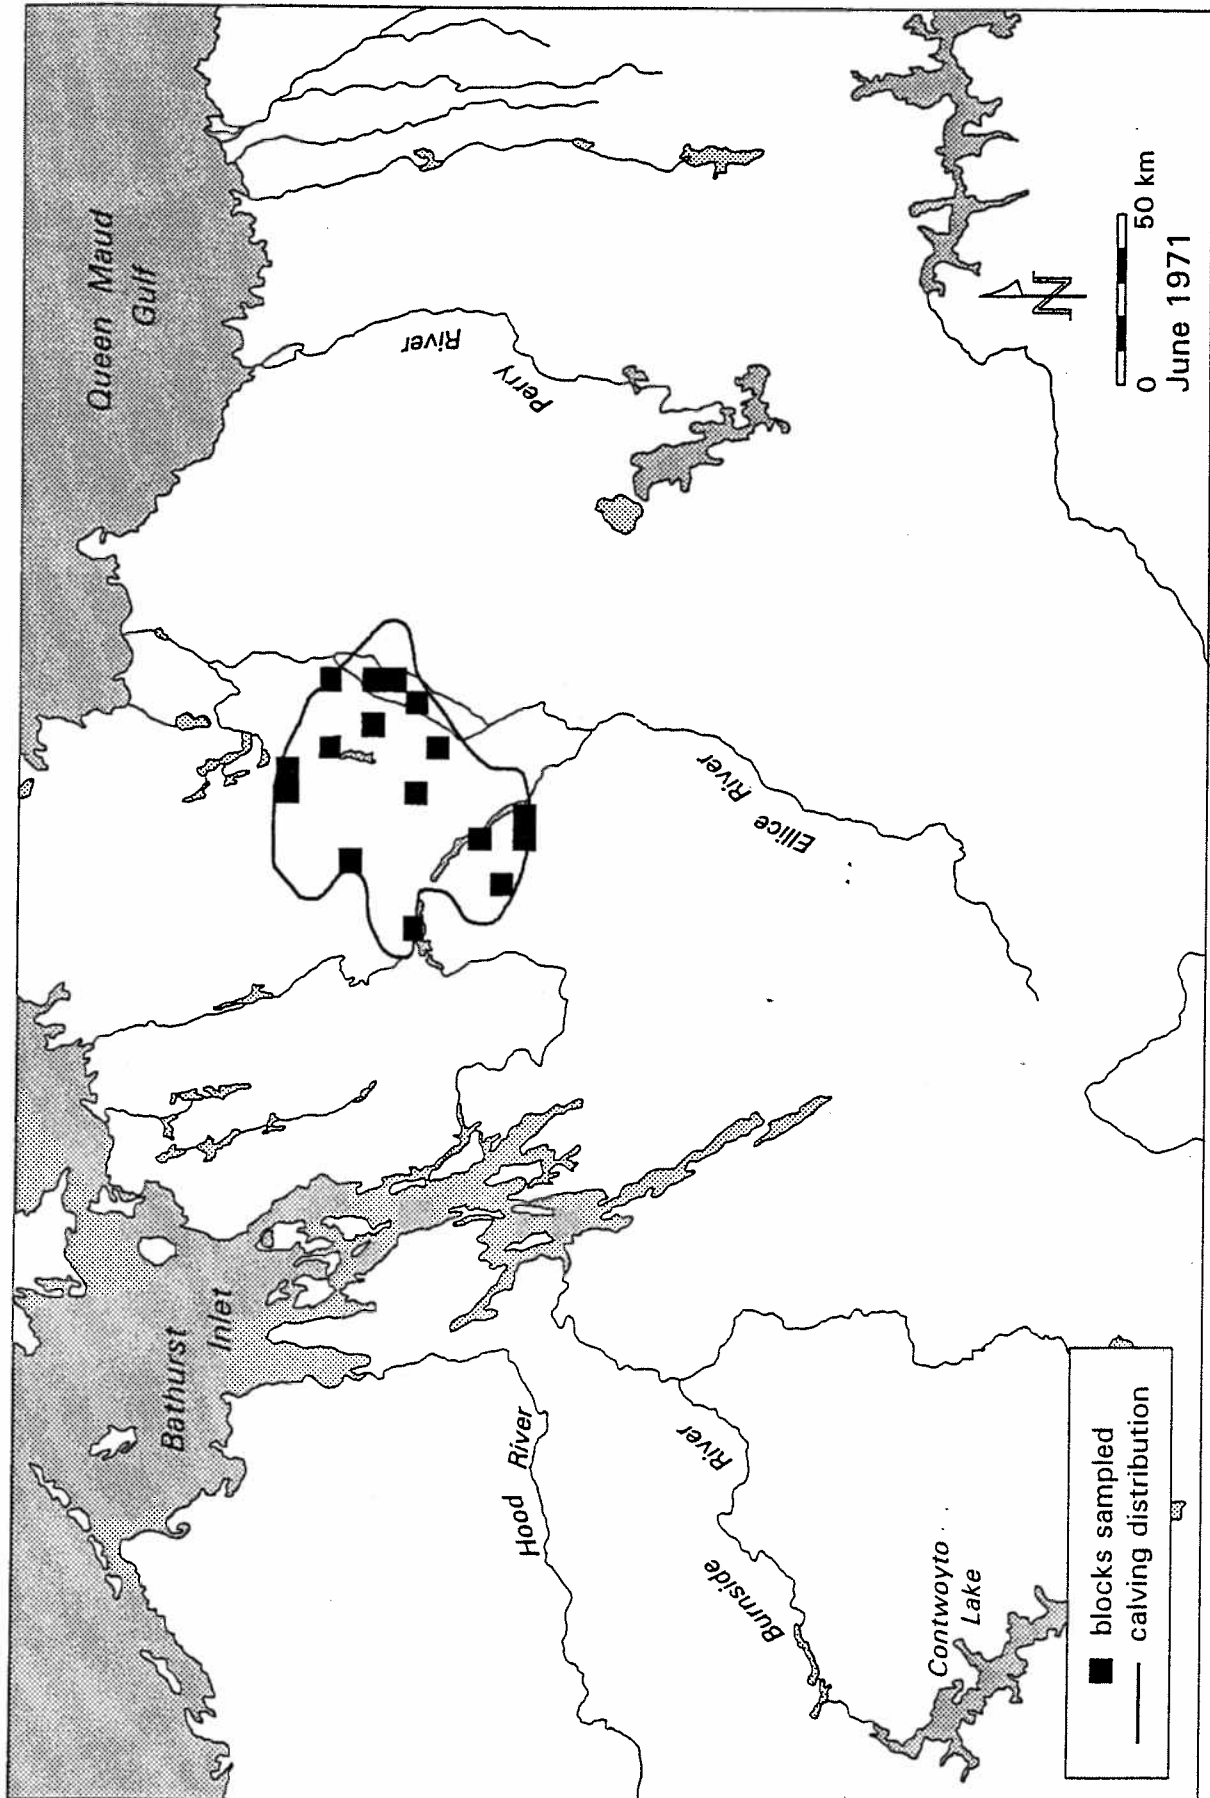 Queen Maud
Gulf
Bathurst
Inlet
Perry
River
Ellice River
Hood River
Burnside
River
Contwoyto
Lake
N
0 50 km
June 1971
blocks sampled
calving distribution